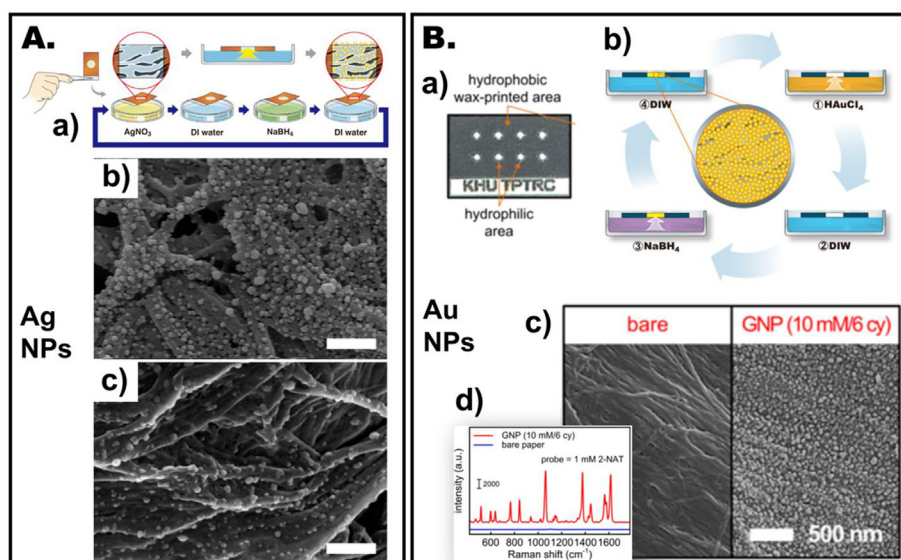 A.
a)
AgNO₃
DI water
NaBH₄
DI water
b)
c)
Ag
NPs
B.
a)
hydrophobic
wax-printed area
KHU TPTRC
hydrophilic
area
b)
④DIW
①HAuCl₄
③NaBH₄
②DIW
Au
NPs
c)
bare
GNP (10 mM/6 cy)
500 nm
d)
GNP (10 mM/6 cy)
bare paper
probe = 1 mM 2-NAT
2000
intensity (a.u.)
600 800 1000 1200 1400 1600
Raman shift (cm⁻¹)